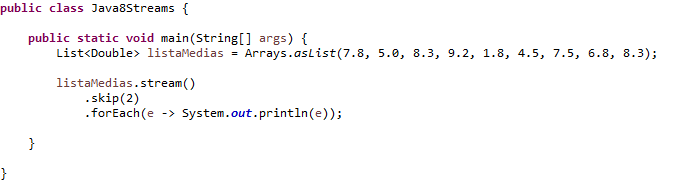 public class Java8Streams {
public static void main(String[] args) {
List<Double> listaMedias = Arrays.asList(7.8, 5.0, 8.3, 9.2, 1.8, 4.5, 7.5, 6.8, 8.3);
listaMedias.stream()
.skip(2)
.forEach(e -> System.out.println(e));
}
}